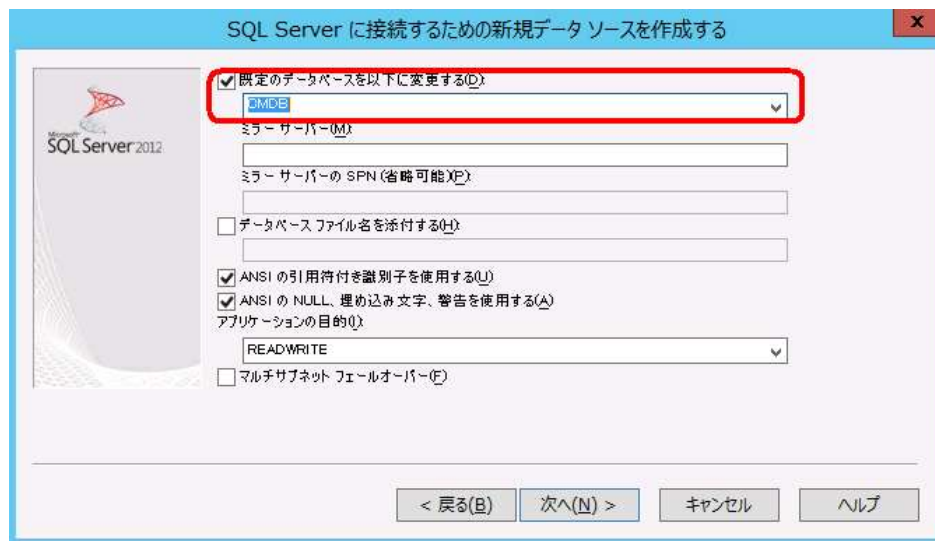 SQL Server に接続するための新規データ ソースを作成する
x
既定のデータベースを以下に変更する(D):
CMDB
ミラー サーバー(M):
Microsoft
SQL Server 2012
ミラー サーバーの SPN (省略可能)(P):
データベース ファイル名を添付する(H):
ANSI の引用符付き識別子を使用する(U)
ANSI の NULL、埋め込み文字、警告を使用する(A)
アプリケーションの目的(I):
READWRITE
マルチサブネット フェールオーバー(F)
< 戻る(B)
次へ(N) >
キャンセル
ヘルプ